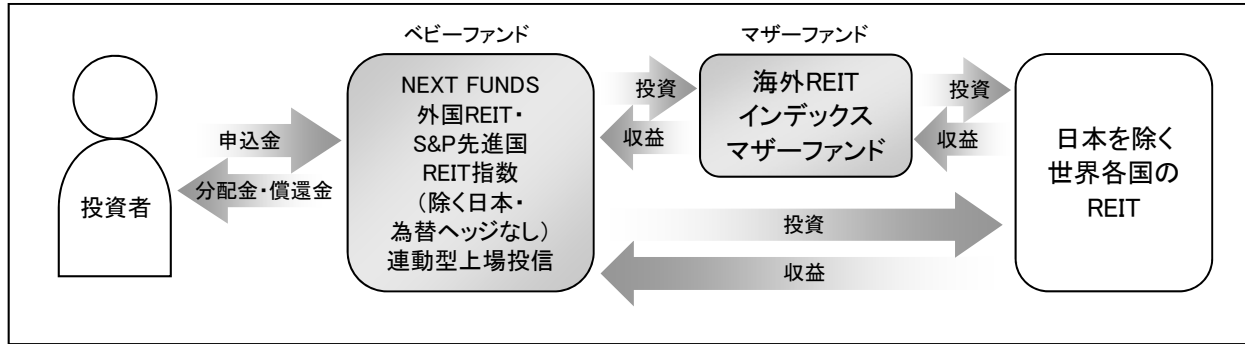 ベビーファンド
マザーファンド
投資者
申込金
分配金・償還金
NEXT FUNDS
外国REIT・
S&P先進国
REIT指数
(除く日本・
為替ヘッジなし)
連動型上場投信
投資
収益
海外REIT
インデックス
マザーファンド
投資
収益
投資
収益
日本を除く
世界各国の
REIT